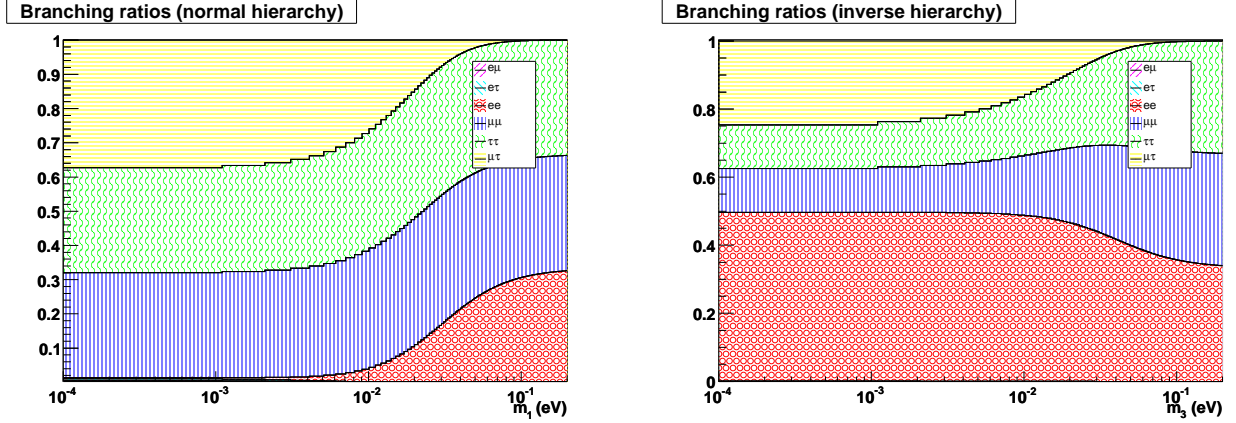 Branching ratios (normal hierarchy)
1
0.9
0.8
0.7
0.6
0.5
0.4
0.3
0.2
0.1
eμ
eτ
ee
μμ
ττ
μτ
10⁻⁴
10⁻³
10⁻²
10⁻¹
m₁ (eV)
Branching ratios (inverse hierarchy)
1
0.8
0.6
0.4
0.2
0
eμ
eτ
ee
μμ
ττ
μτ
10⁻⁴
10⁻³
10⁻²
10⁻¹
m₃ (eV)